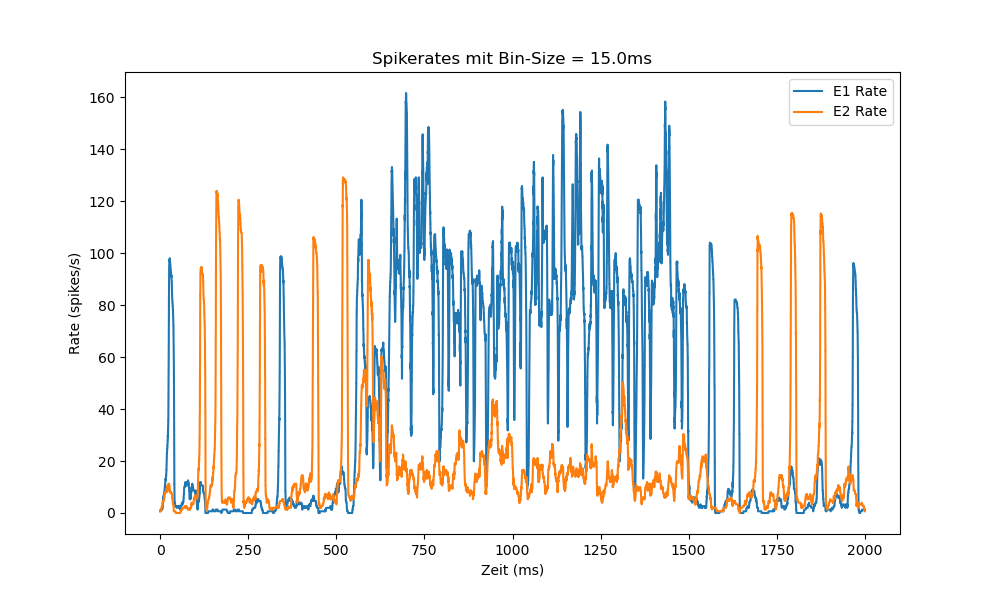 Spikerates mit Bin-Size = 15.0ms
E1 Rate
E2 Rate
160
140
120
100
80
60
40
20
0
Rate (spikes/s)
0 250 500 750 1000 1250 1500 1750 2000
Zeit (ms)